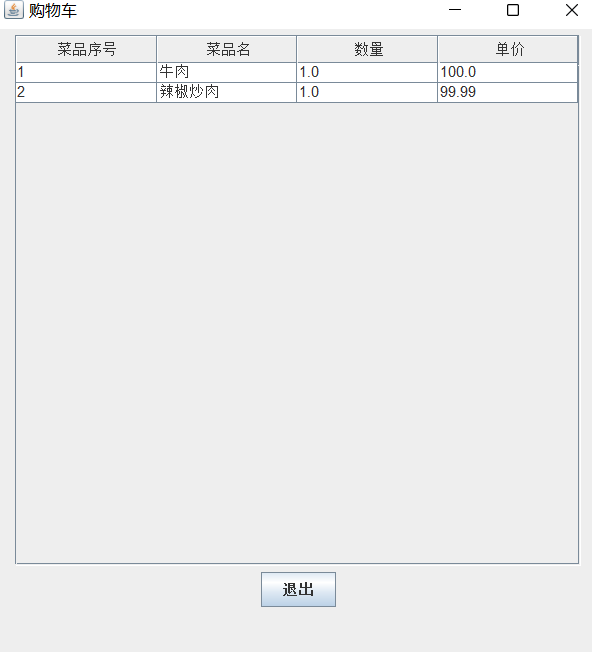 购物车
菜品序号 菜品名 数量 单价
1 牛肉 1.0 100.0
2 辣椒炒肉 1.0 99.99
退出